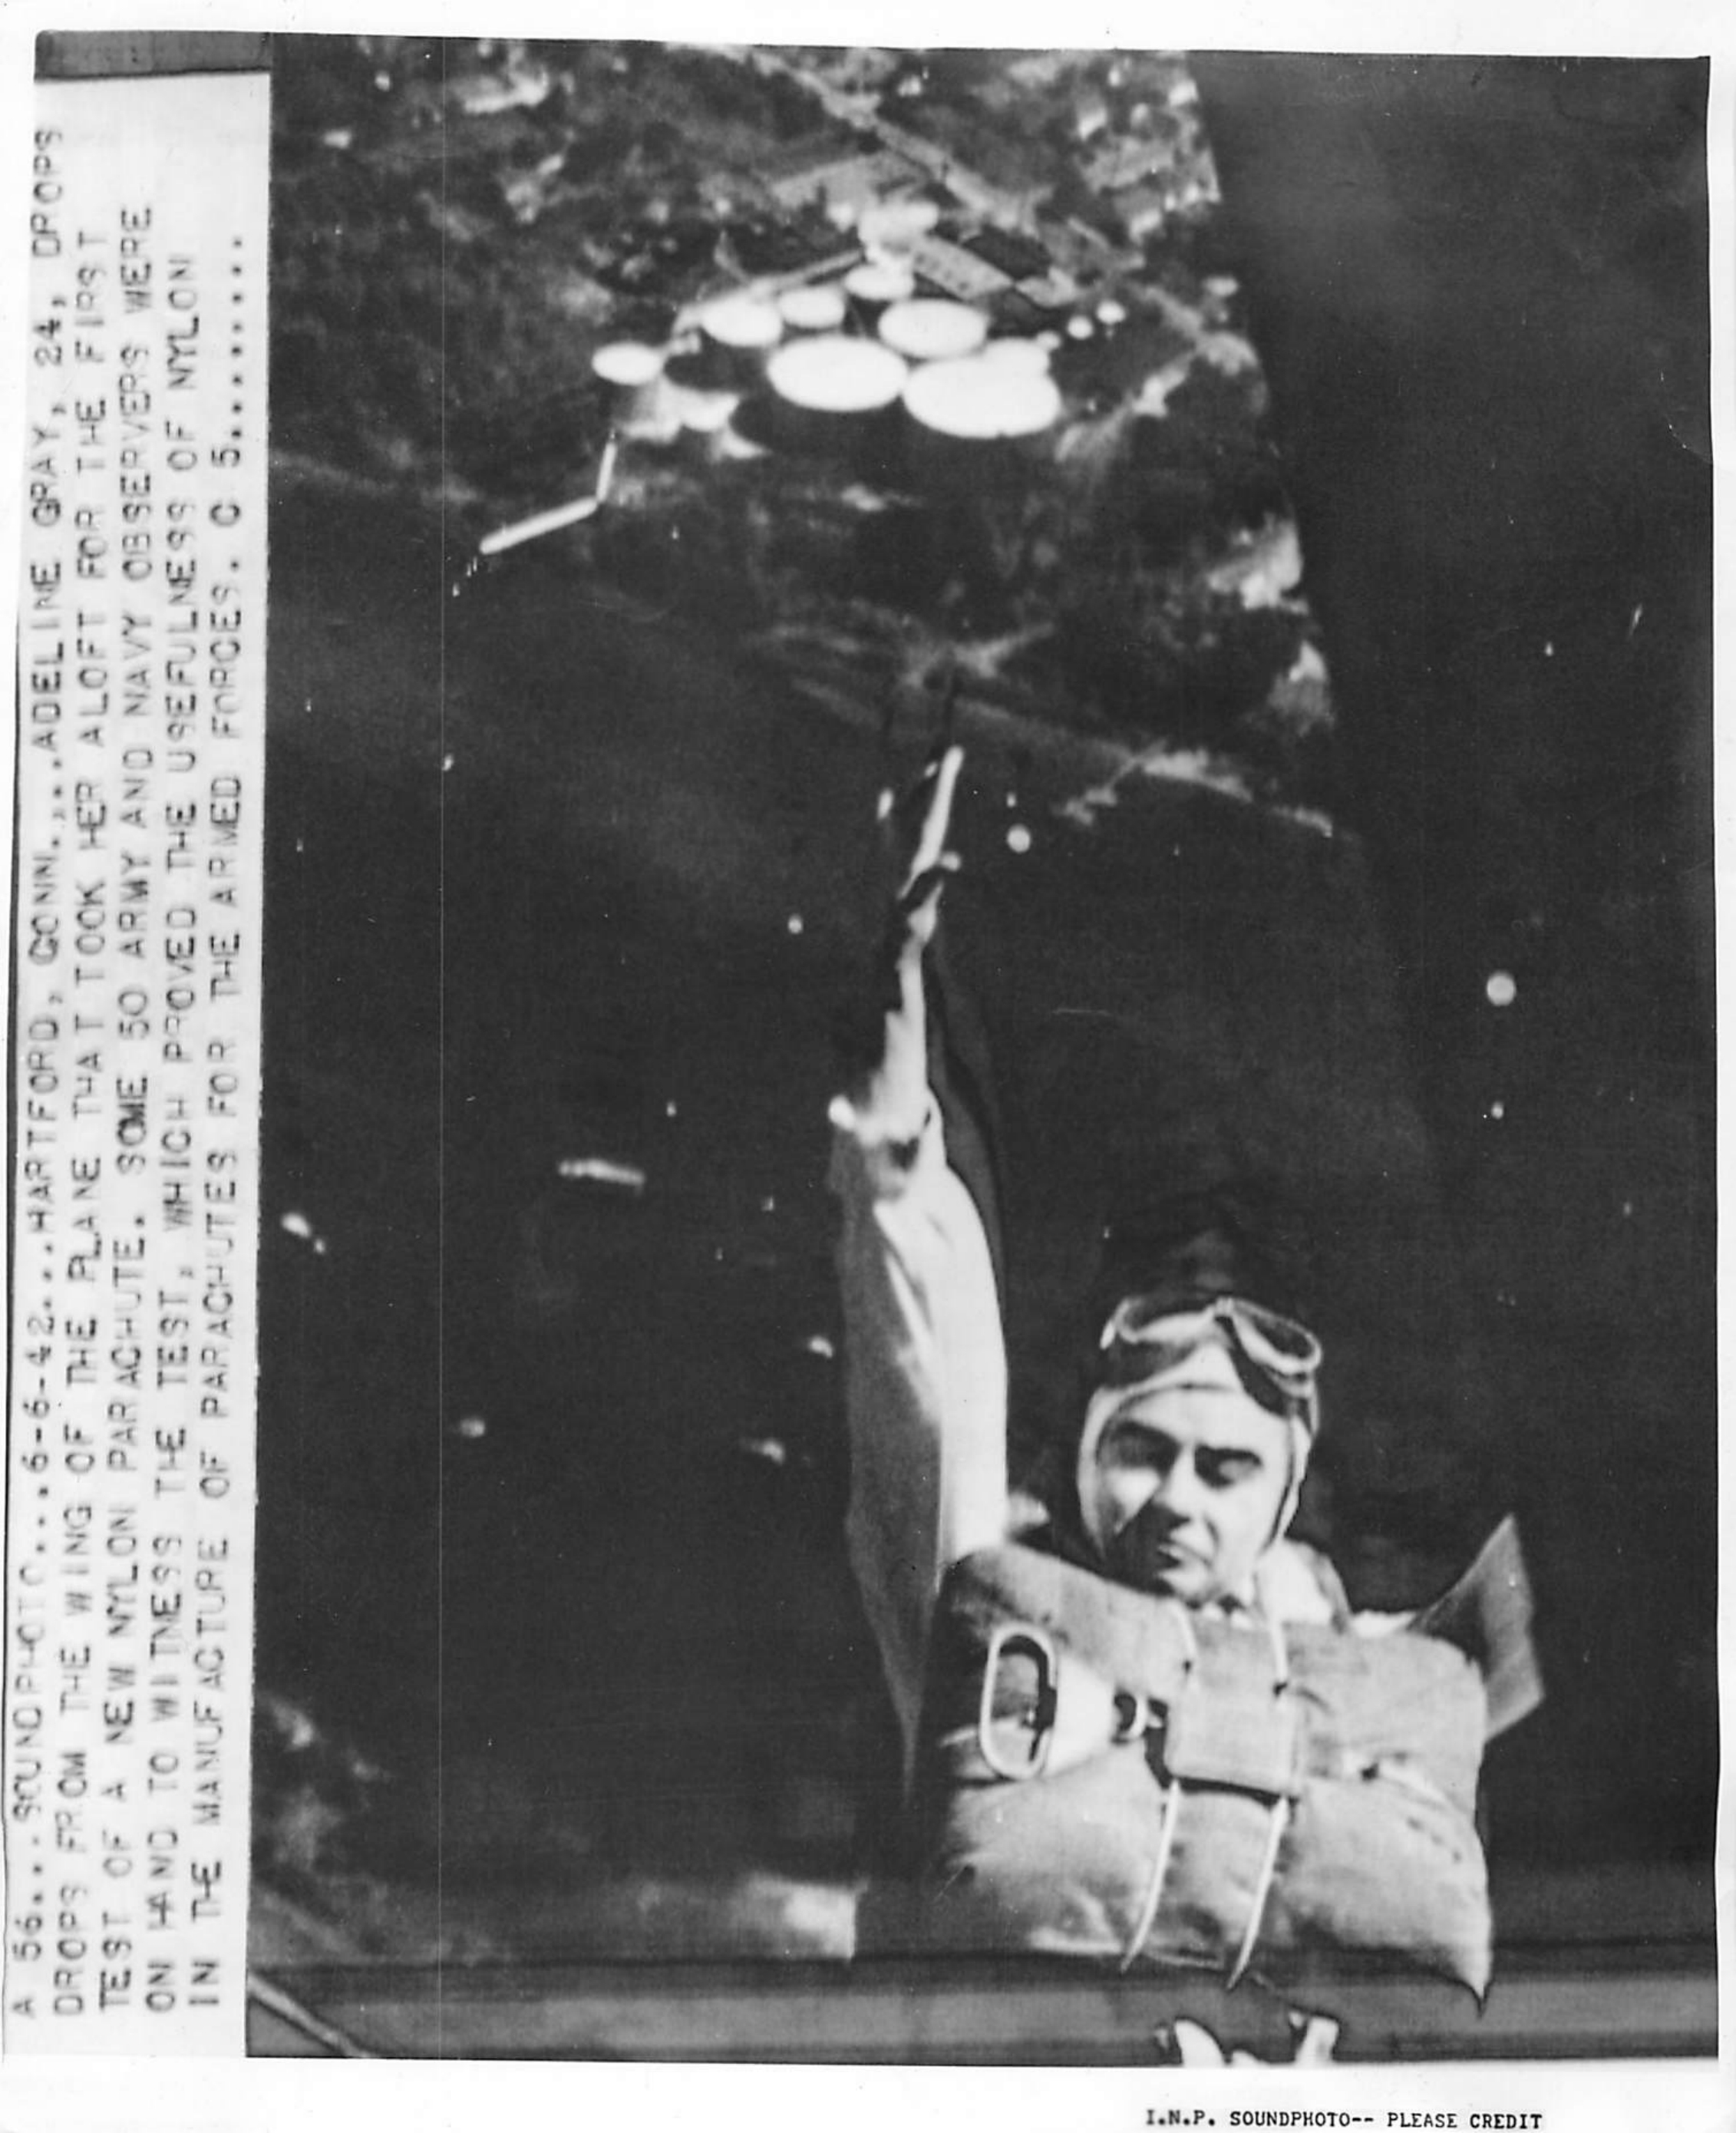 A 56...SOUNDPHOTO....6-6-42...HARTFORD, CONN.....ADELINE GRAY, 24, DROPS
DROPS FROM THE WING OF THE PLANE THAT TOOK HER ALOFT FOR THE FIRST
TEST OF A NEW NYLON PARACHUTE. SOME 50 ARMY AND NAVY OBSERVERS WERE
ON HAND TO WITNESS THE TEST, WHICH PROVED THE USEFULNESS OF NYLON
IN THE MANUFACTURE OF PARACHUTES FOR THE ARMED FORCES. C 5..........
I.N.P. SOUNDPHOTO-- PLEASE CREDIT